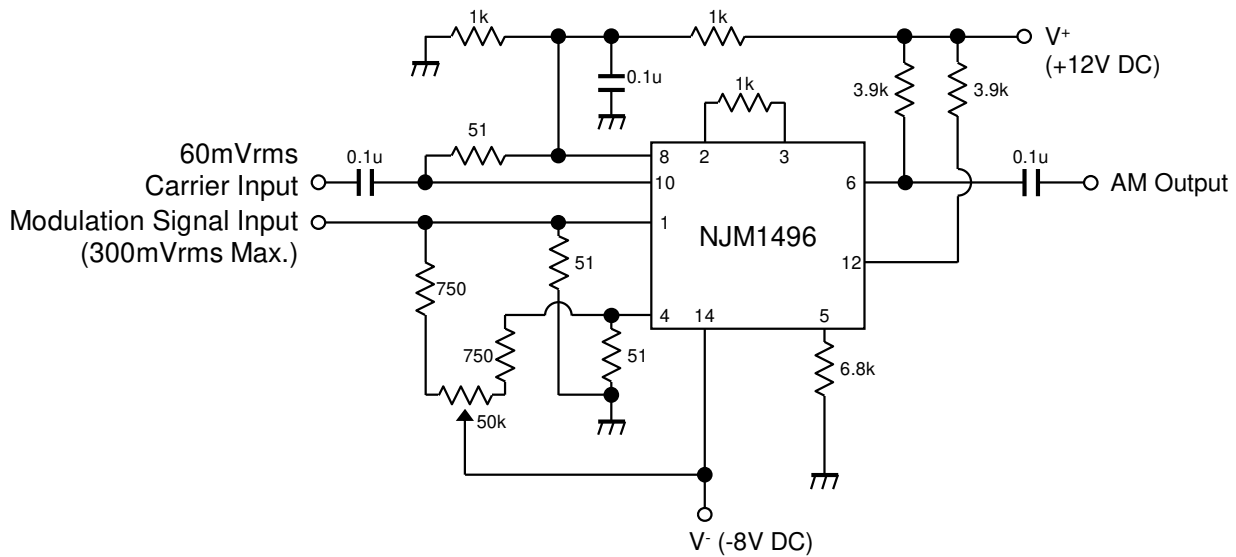 1k
1k
V+
(+12V DC)
0.1u
1k
3.9k
3.9k
51
60mVrms
Carrier Input
0.1u
8
2
3
10
6
0.1u
AM Output
Modulation Signal Input
(300mVrms Max.)
1
NJM1496
51
12
750
4
14
5
750
51
6.8k
50k
V- (-8V DC)